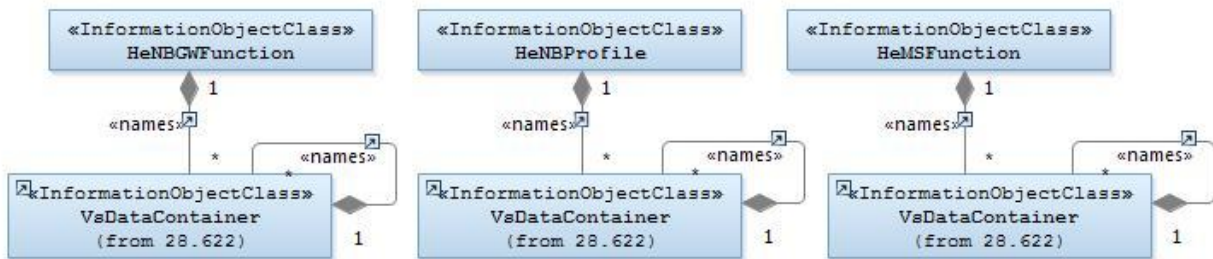 «InformationObjectClass»
HeNBGWFunction
1
«names»
*
«names»
*
«InformationObjectClass»
VsDataContainer
(from 28.622)
1
«InformationObjectClass»
HeNBProfile
1
«names»
*
«names»
*
«InformationObjectClass»
VsDataContainer
(from 28.622)
1
«InformationObjectClass»
HeMSFunction
1
«names»
*
«names»
*
«InformationObjectClass»
VsDataContainer
(from 28.622)
1